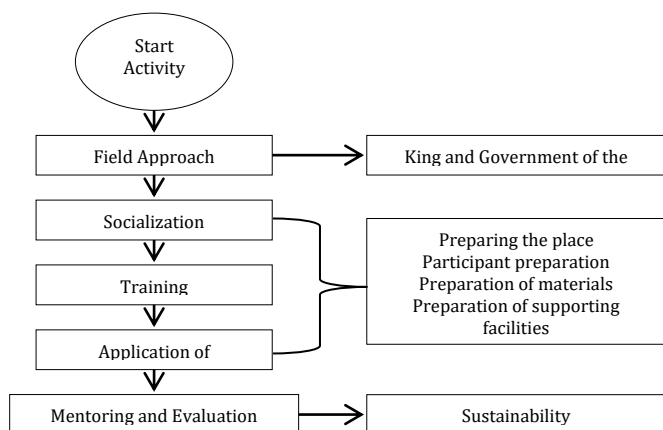 Start
Activity
Field Approach
King and Government of the
Socialization
Training
Application of
Preparing the place
Participant preparation
Preparation of materials
Preparation of supporting
facilities
Mentoring and Evaluation
Sustainability